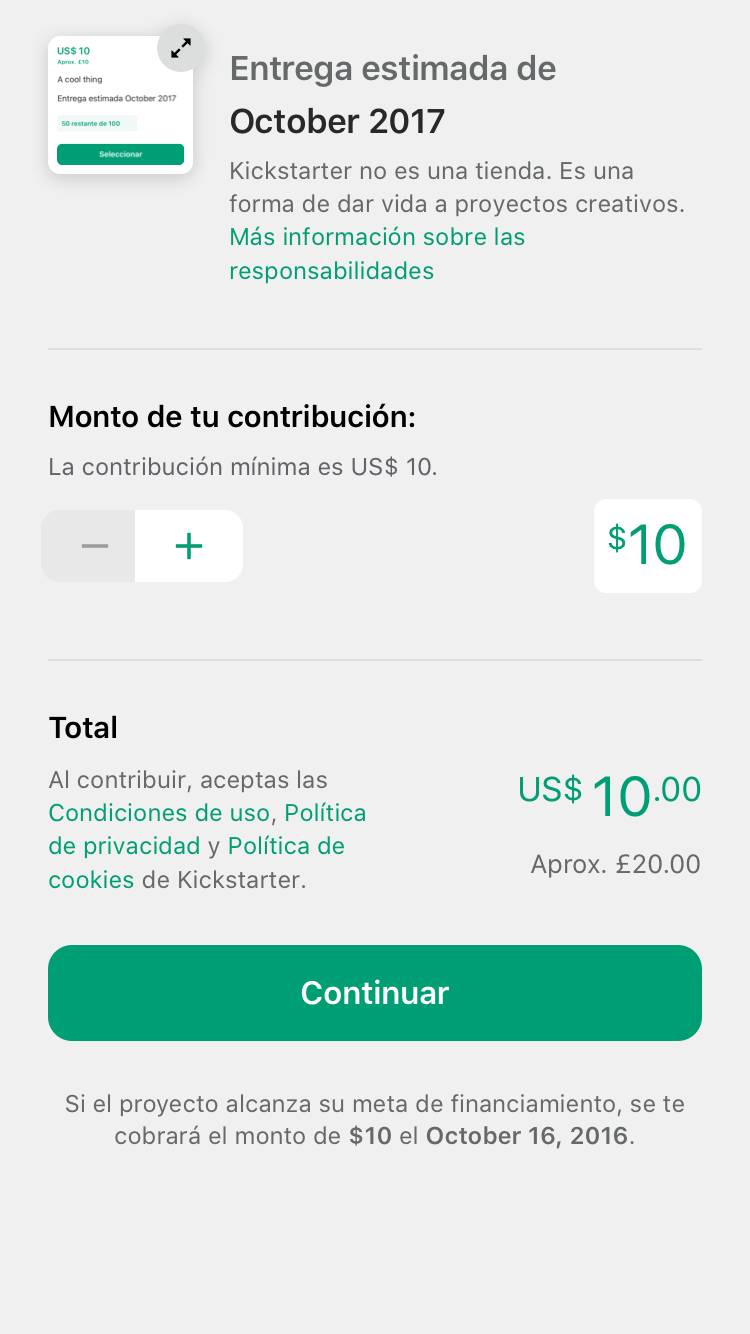 US$ 10
Aprox. £10
A cool thing
Entrega estimada October 2017
50 restante de 100
Seleccionar
Entrega estimada de
October 2017
Kickstarter no es una tienda. Es una
forma de dar vida a proyectos creativos.
Más información sobre las
responsabilidades
Monto de tu contribución:
La contribución mínima es US$ 10.
$10
Total
Al contribuir, aceptas las
Condiciones de uso, Política
de privacidad y Política de
cookies de Kickstarter.
US$ 10.00
Aprox. £20.00
Continuar
Si el proyecto alcanza su meta de financiamiento, se te
cobrará el monto de $10 el October 16, 2016.